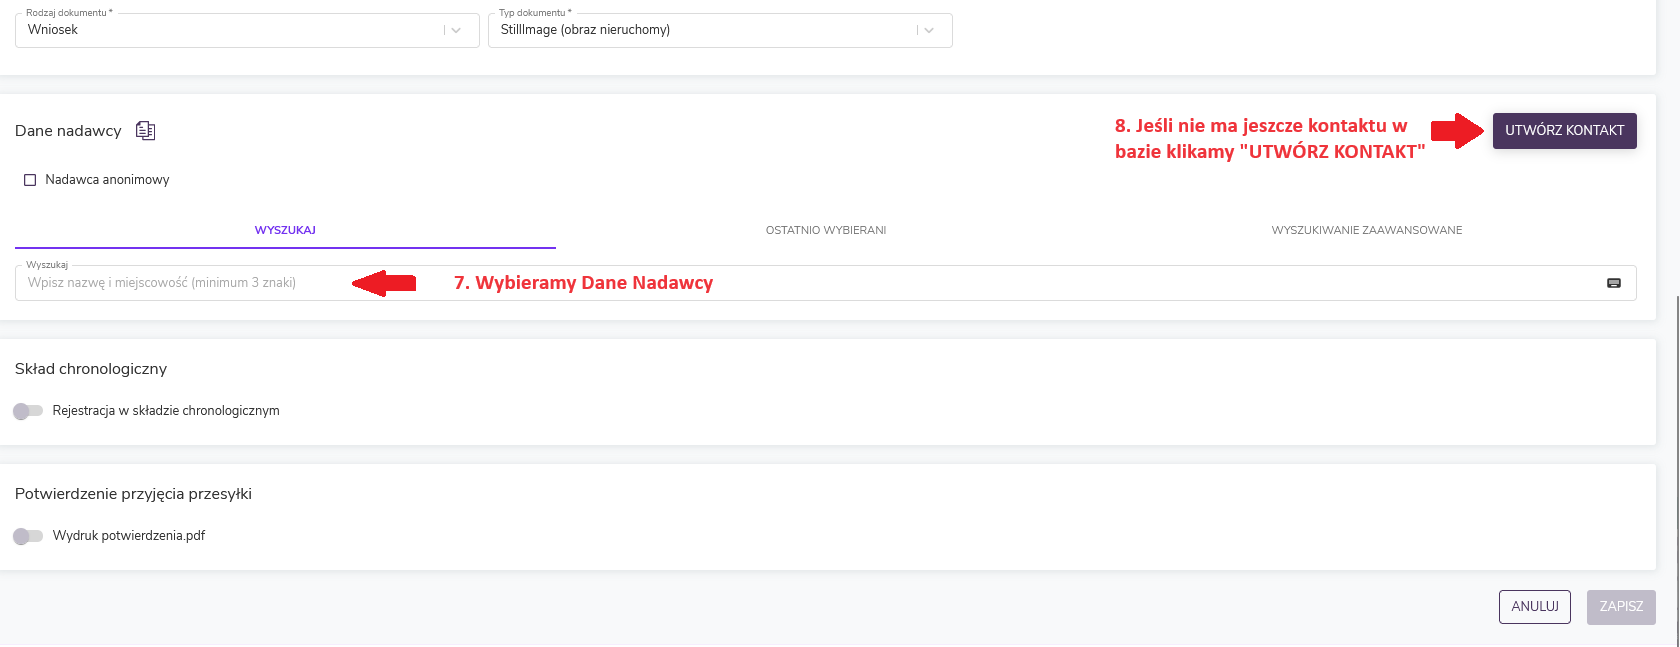 Rodzaj dokumentu *
Wniosek
Typ dokumentu *
StillImage (obraz nieruchomy)
Dane nadawcy
8. Jeśli nie ma jeszcze kontaktu w
bazie klikamy "UTWÓRZ KONTAKT"
UTWÓRZ KONTAKT
Nadawca anonimowy
WYSZUKAJ
OSTATNIO WYBIERANI
WYSZUKIWANIE ZAAWANSOWANE
Wyszukaj
Wpisz nazwę i miejscowość (minimum 3 znaki)
7. Wybieramy Dane Nadawcy
Skład chronologiczny
Rejestracja w składzie chronologicznym
Potwierdzenie przyjęcia przesyłki
Wydruk potwierdzenia.pdf
ANULUJ
ZAPISZ